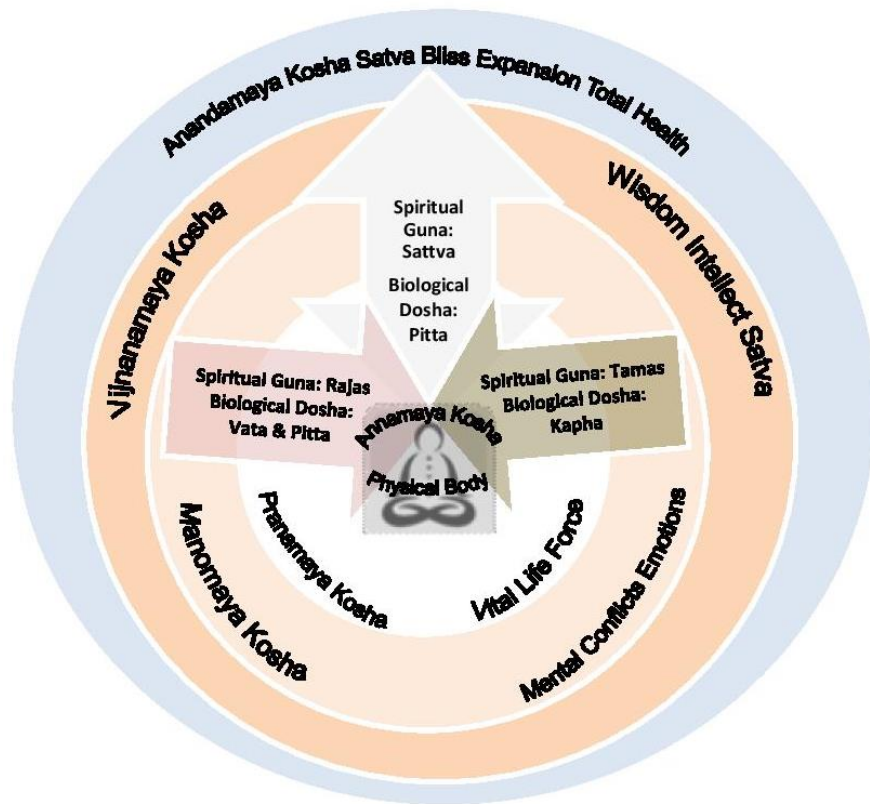 Anandamaya Kosha Satva Bliss Expansion Total Health
Vijnanamaya Kosha
Wisdom Intellect Satva
Spiritual
Guna:
Sattva
Biological
Dosha:
Pitta
Spiritual Guna: Rajas
Biological Dosha:
Vata & Pitta
Spiritual Guna: Tamas
Biological Dosha:
Kapha
Annamaya Kosha
Physical Body
Pranamaya Kosha
Vital Life Force
Manomaya Kosha
Mental Conflicts Emotions